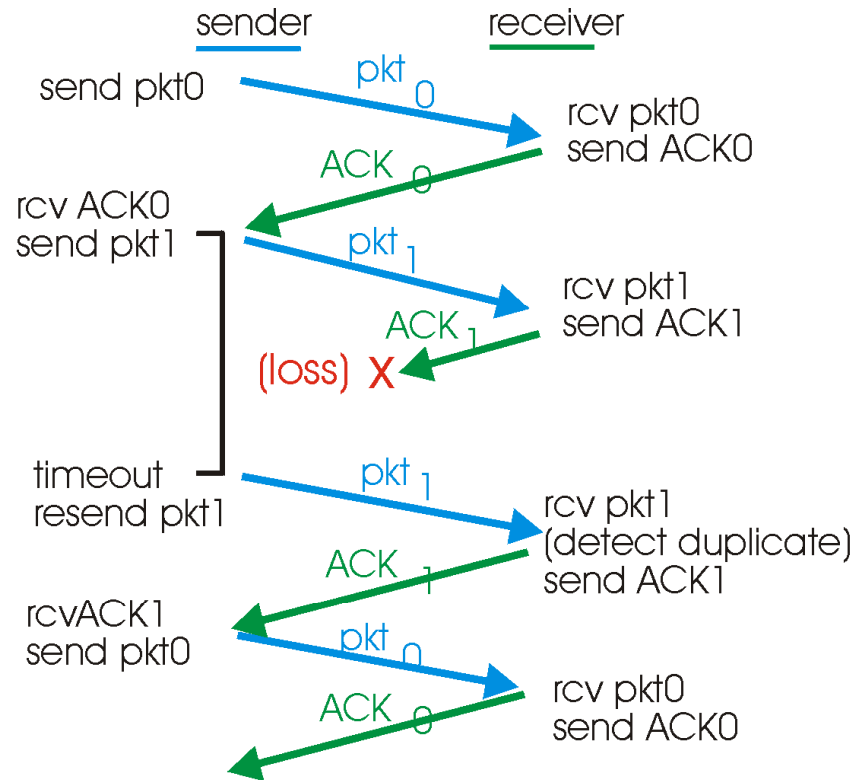 sender
receiver
send pkt0
pkt 0
rcv pkt0
send ACK0
ACK 0
rcv ACK0
send pkt1
pkt 1
rcv pkt1
send ACK1
ACK 1
(loss) X
timeout
resend pkt1
pkt 1
rcv pkt1
(detect duplicate)
send ACK1
ACK 1
rcvACK1
send pkt0
pkt 0
rcv pkt0
send ACK0
ACK 0